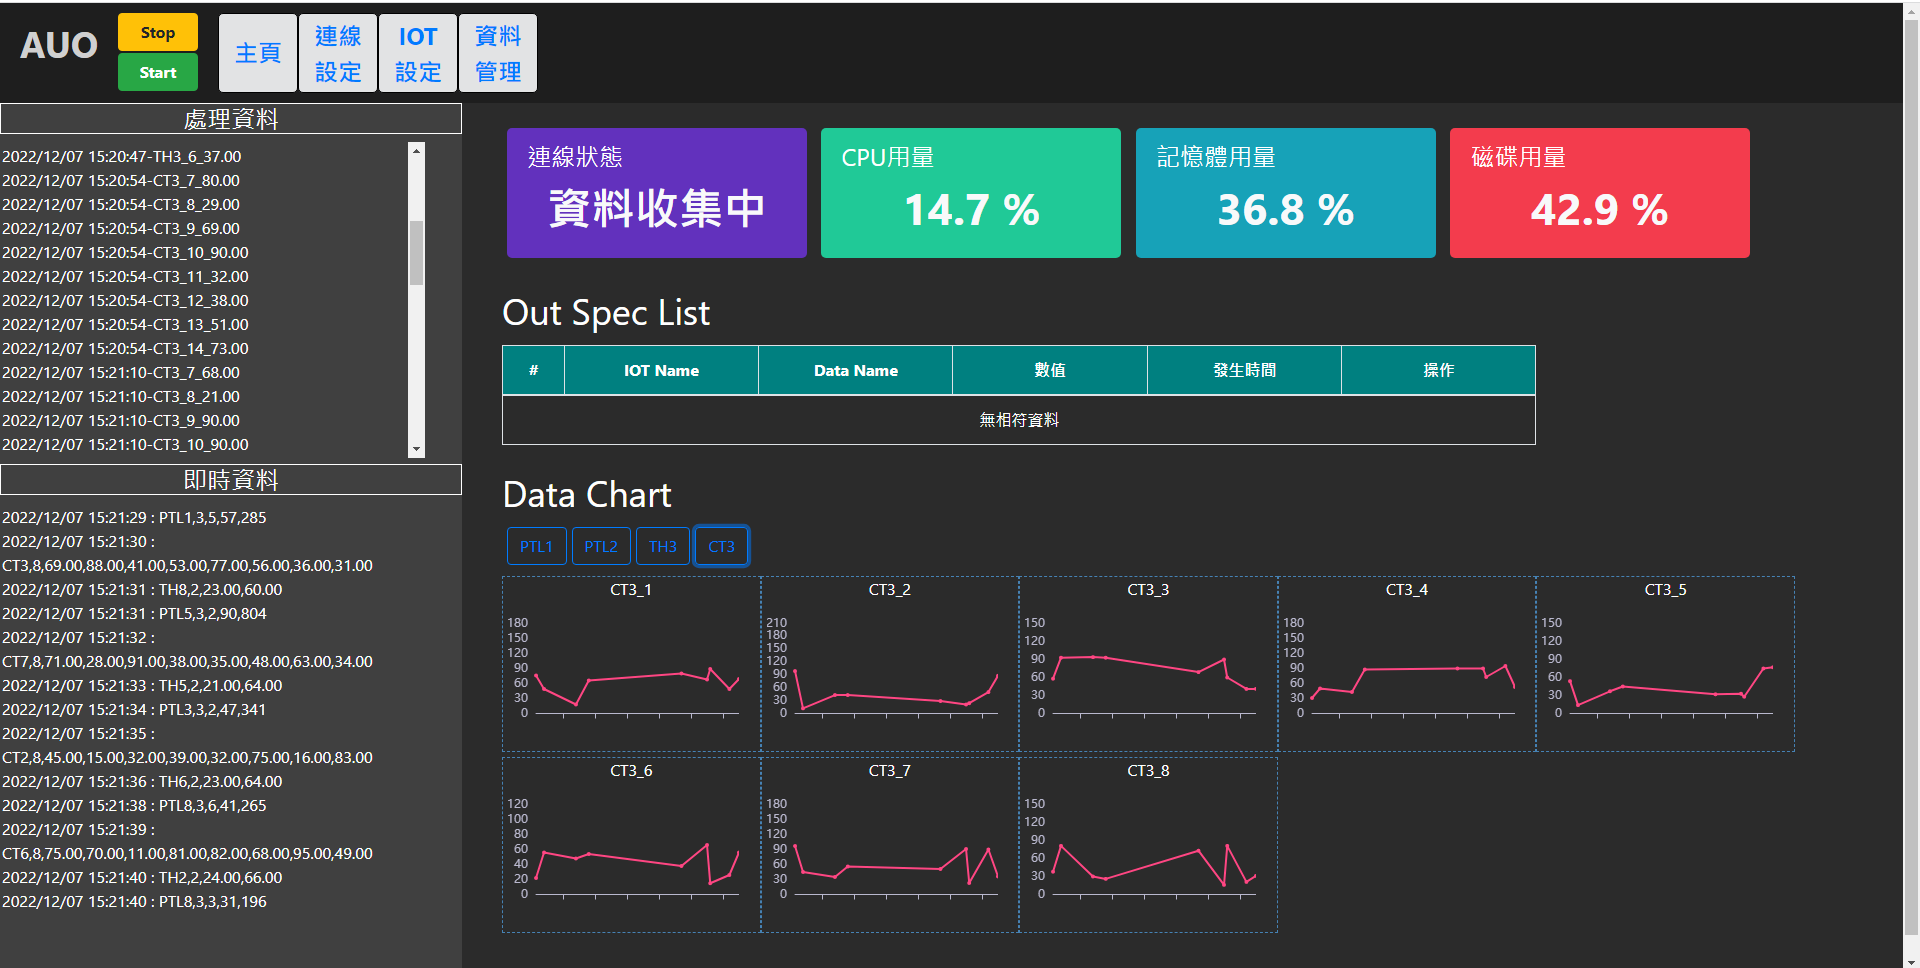 AUO
Stop
Start
主頁
連線
設定
IOT
設定
資料
管理
處理資料
2022/12/07 15:20:47-TH3_6_37.00
2022/12/07 15:20:54-CT3_7_80.00
2022/12/07 15:20:54-CT3_8_29.00
2022/12/07 15:20:54-CT3_9_69.00
2022/12/07 15:20:54-CT3_10_90.00
2022/12/07 15:20:54-CT3_11_32.00
2022/12/07 15:20:54-CT3_12_38.00
2022/12/07 15:20:54-CT3_13_51.00
2022/12/07 15:20:54-CT3_14_73.00
2022/12/07 15:21:10-CT3_7_68.00
2022/12/07 15:21:10-CT3_8_21.00
2022/12/07 15:21:10-CT3_9_90.00
2022/12/07 15:21:10-CT3_10_90.00
即時資料
2022/12/07 15:21:29 : PTL1,3,5,57,285
2022/12/07 15:21:30 :
CT3,8,69.00,88.00,41.00,53.00,77.00,56.00,36.00,31.00
2022/12/07 15:21:31 : TH8,2,23.00,60.00
2022/12/07 15:21:31 : PTL5,3,2,90,804
2022/12/07 15:21:32 :
CT7,8,71.00,28.00,91.00,38.00,35.00,48.00,63.00,34.00
2022/12/07 15:21:33 : TH5,2,21.00,64.00
2022/12/07 15:21:34 : PTL3,3,2,47,341
2022/12/07 15:21:35 :
CT2,8,45.00,15.00,32.00,39.00,32.00,75.00,16.00,83.00
2022/12/07 15:21:36 : TH6,2,23.00,64.00
2022/12/07 15:21:38 : PTL8,3,6,41,265
2022/12/07 15:21:39 :
CT6,8,75.00,70.00,11.00,81.00,82.00,68.00,95.00,49.00
2022/12/07 15:21:40 : TH2,2,24.00,66.00
2022/12/07 15:21:40 : PTL8,3,3,31,196
連線狀態
資料收集中
CPU用量
14.7 %
記憶體用量
36.8 %
磁碟用量
42.9 %
Out Spec List
# IOT Name Data Name 數值 發生時間 操作
無相符資料
Data Chart
PTL1 PTL2 TH3 CT3
CT3_1
180
150
120
90
60
30
0
CT3_2
210
180
150
120
90
60
30
0
CT3_3
150
120
90
60
30
0
CT3_4
180
150
120
90
60
30
0
CT3_5
150
120
90
60
30
0
CT3_6
120
100
80
60
40
20
0
CT3_7
180
150
120
90
60
30
0
CT3_8
150
120
90
60
30
0